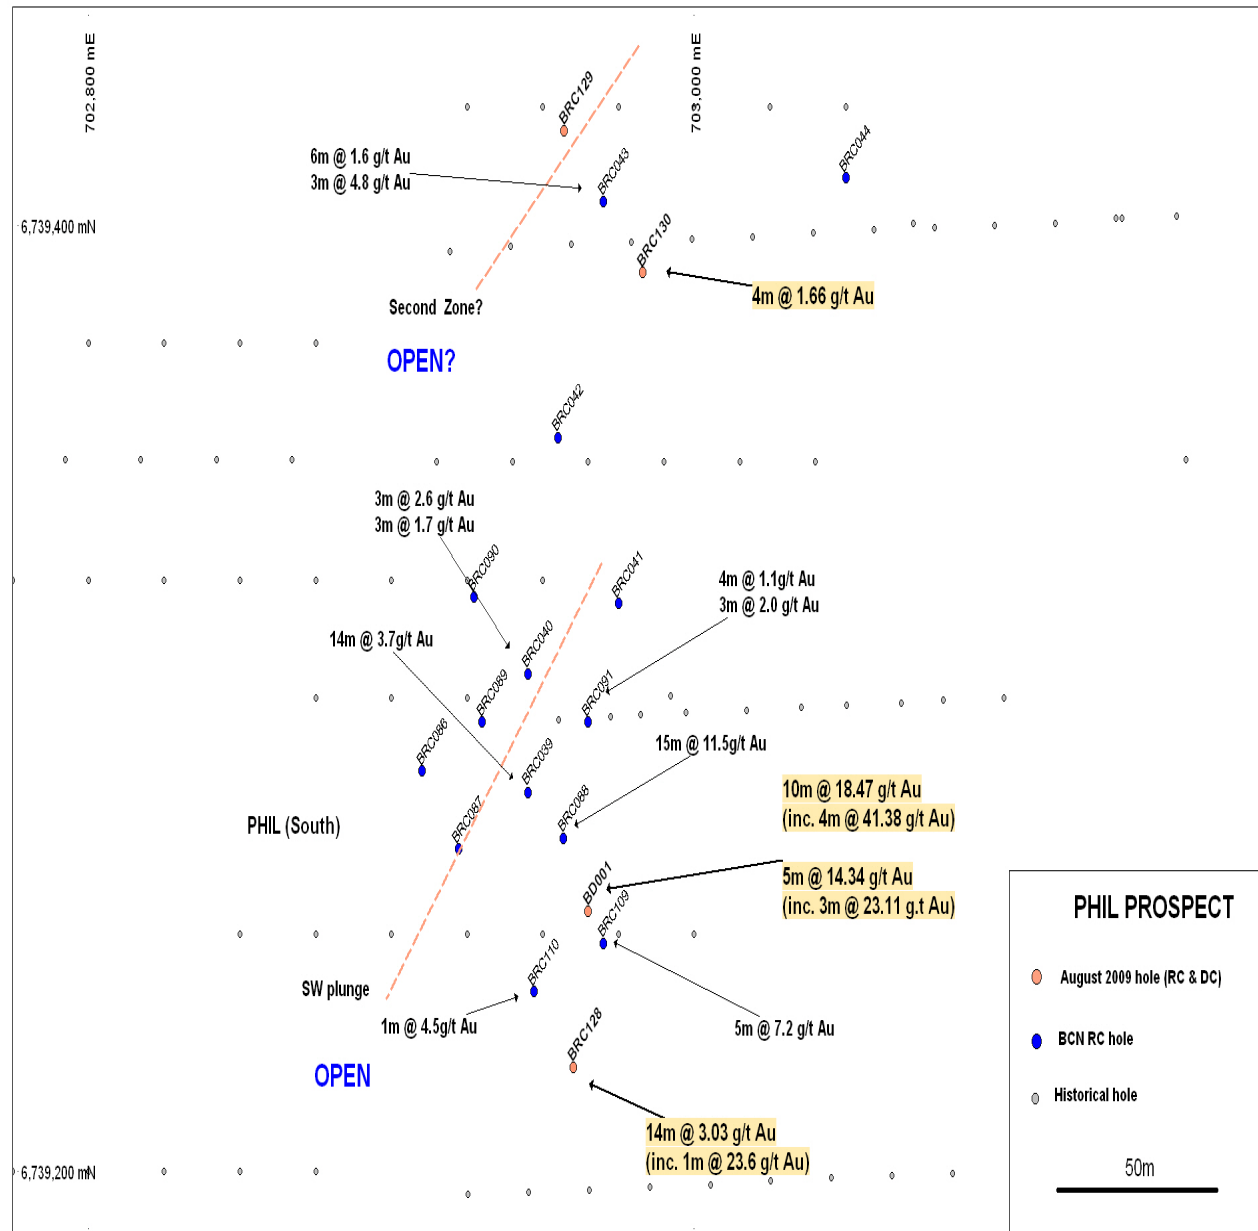 702,800 mE
703,000 mE
BRC129
6m @ 1.6 g/t Au
3m @ 4.8 g/t Au
BRC043
BRC044
6,739,400 mN
BRC130
4m @ 1.66 g/t Au
Second Zone?
OPEN?
BRC042
3m @ 2.6 g/t Au
3m @ 1.7 g/t Au
BRC090
BRC041
4m @ 1.1g/t Au
3m @ 2.0 g/t Au
14m @ 3.7g/t Au
BRC040
BRC089
BRC091
BRC086
BRC039
15m @ 11.5g/t Au
10m @ 18.47 g/t Au
(inc. 4m @ 41.38 g/t Au)
PHIL (South)
BRC087
BRC088
5m @ 14.34 g/t Au
(inc. 3m @ 23.11 g.t Au)
BD001
BRC109
BRC110
SW plunge
1m @ 4.5g/t Au
5m @ 7.2 g/t Au
BRC128
OPEN
14m @ 3.03 g/t Au
(inc. 1m @ 23.6 g/t Au)
6,739,200 mN
PHIL PROSPECT
August 2009 hole (RC & DC)
BCN RC hole
Historical hole
50m